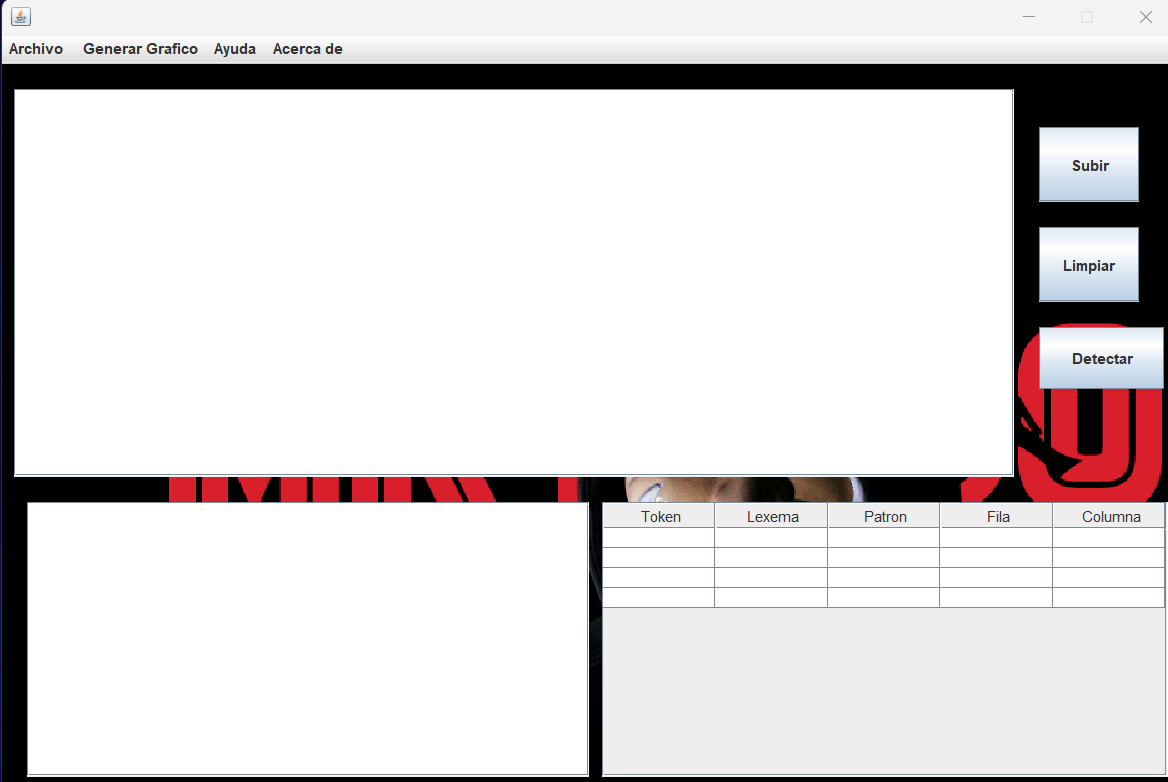 Archivo Generar Grafico Ayuda Acerca de
Subir
Limpiar
Detectar
Token Lexema Patron Fila Columna